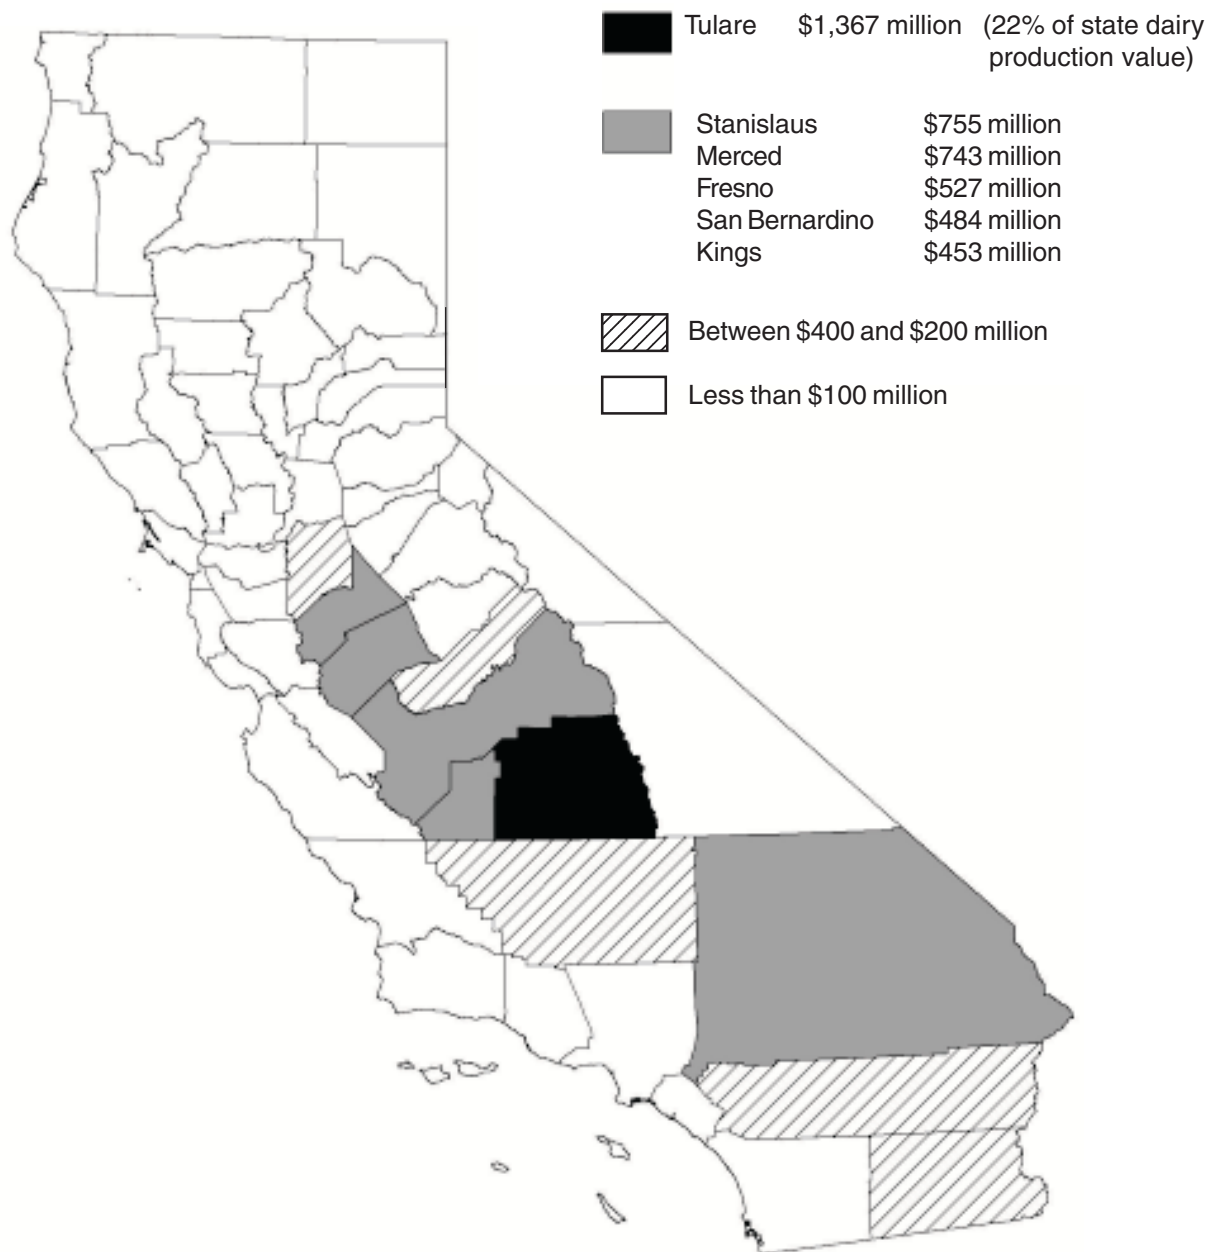 Tulare $1,367 million (22% of state dairy
production value)
Stanislaus $755 million
Merced $743 million
Fresno $527 million
San Bernardino $484 million
Kings $453 million
Between $400 and $200 million
Less than $100 million